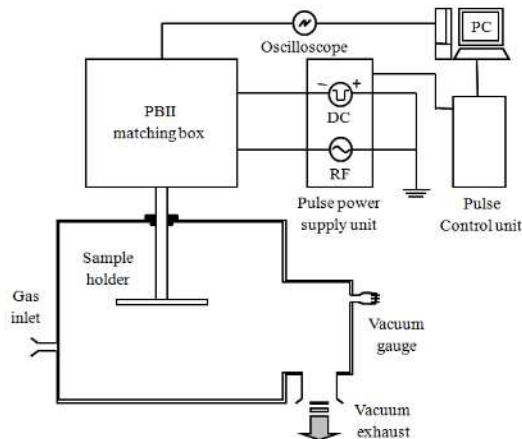 PC
Oscilloscope
PBII
matching box
− +
DC
RF
Pulse power
supply unit
Pulse
Control unit
Sample
holder
Gas
inlet
Vacuum
gauge
Vacuum
exhaust